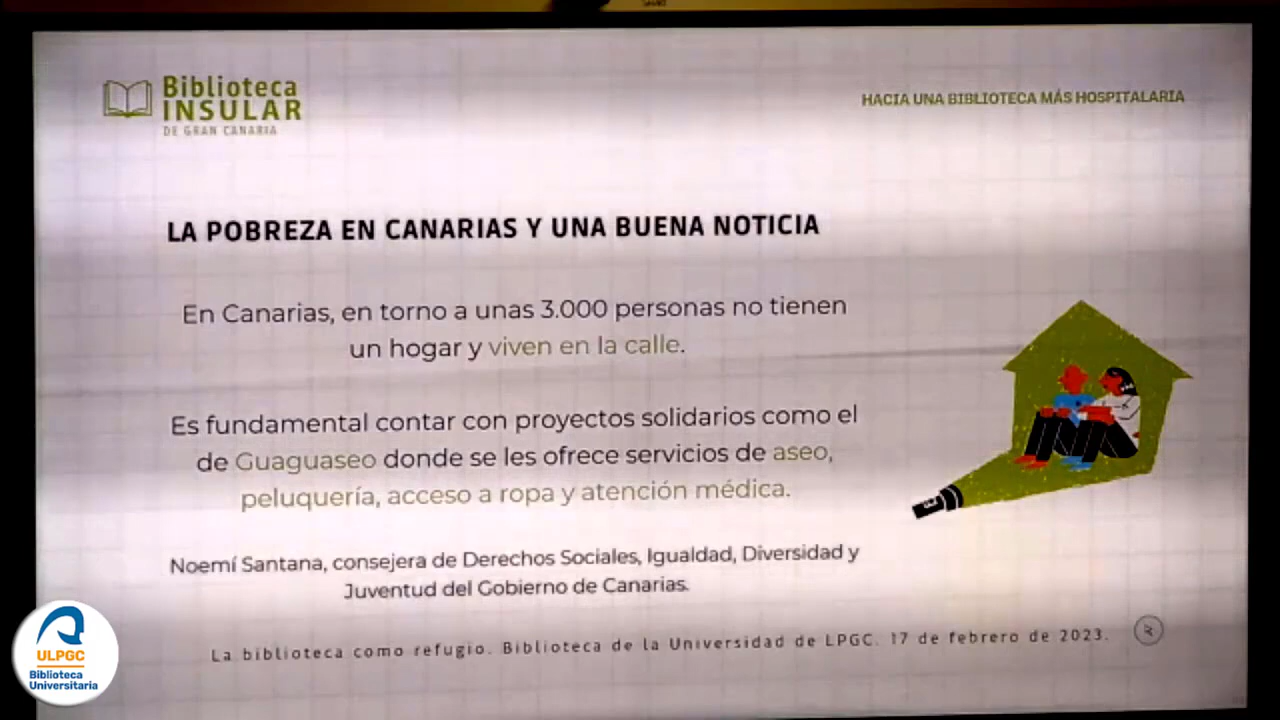 Biblioteca
INSULAR
DE GRAN CANARIA
HACIA UNA BIBLIOTECA MÁS HOSPITALARIA
LA POBREZA EN CANARIAS Y UNA BUENA NOTICIA
En Canarias, en torno a unas 3.000 personas no tienen
un hogar y viven en la calle.
Es fundamental contar con proyectos solidarios como el
de Guaguaseo donde se les ofrece servicios de aseo,
peluquería, acceso a ropa y atención médica.
Noemí Santana, consejera de Derechos Sociales, Igualdad, Diversidad y
Juventud del Gobierno de Canarias.
La biblioteca como refugio. Biblioteca de la Universidad de LPGC. 17 de febrero de 2023.
ULPGC
Biblioteca
Universitaria